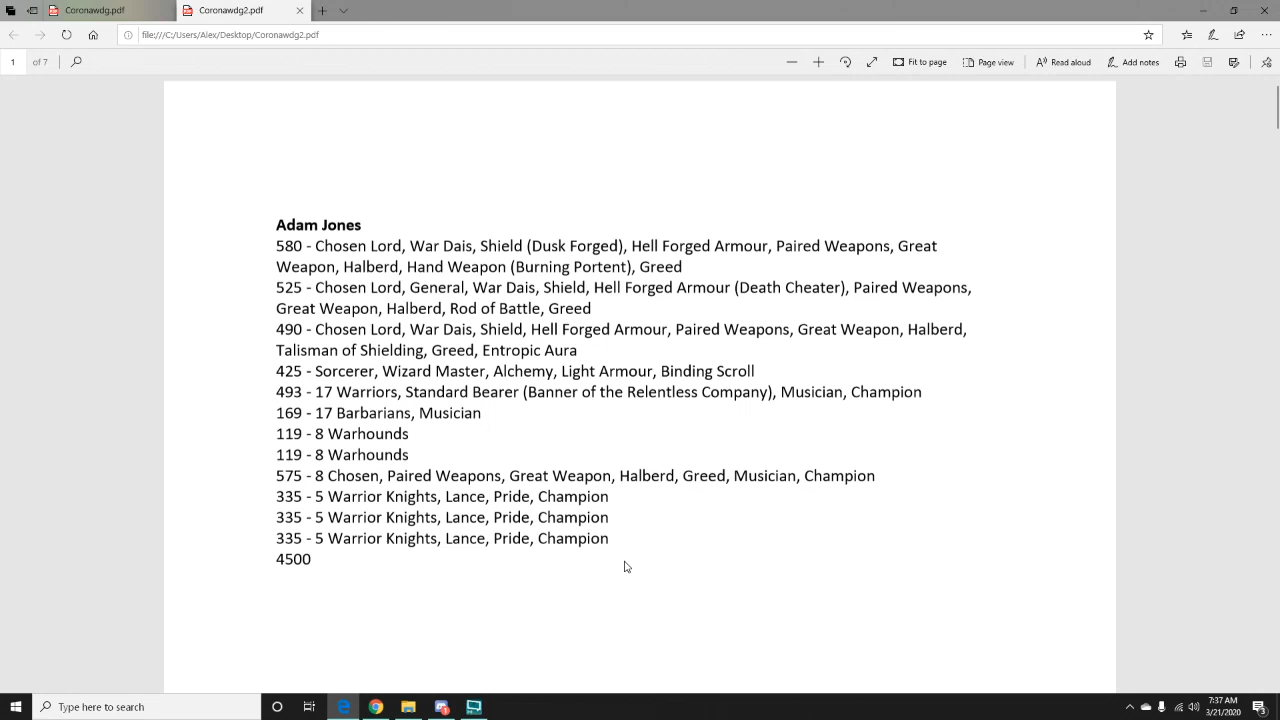 Coronawdg.pdf
Coronawdg2.pdf
file:///C:/Users/Alex/Desktop/Coronawdg2.pdf
1 of 7
Fit to page
Page view
Read aloud
Add notes
Adam Jones
580 - Chosen Lord, War Dais, Shield (Dusk Forged), Hell Forged Armour, Paired Weapons, Great
Weapon, Halberd, Hand Weapon (Burning Portent), Greed
525 - Chosen Lord, General, War Dais, Shield, Hell Forged Armour (Death Cheater), Paired Weapons,
Great Weapon, Halberd, Rod of Battle, Greed
490 - Chosen Lord, War Dais, Shield, Hell Forged Armour, Paired Weapons, Great Weapon, Halberd,
Talisman of Shielding, Greed, Entropic Aura
425 - Sorcerer, Wizard Master, Alchemy, Light Armour, Binding Scroll
493 - 17 Warriors, Standard Bearer (Banner of the Relentless Company), Musician, Champion
169 - 17 Barbarians, Musician
119 - 8 Warhounds
119 - 8 Warhounds
575 - 8 Chosen, Paired Weapons, Great Weapon, Halberd, Greed, Musician, Champion
335 - 5 Warrior Knights, Lance, Pride, Champion
335 - 5 Warrior Knights, Lance, Pride, Champion
335 - 5 Warrior Knights, Lance, Pride, Champion
4500
Type here to search
7:37 AM
3/21/2020